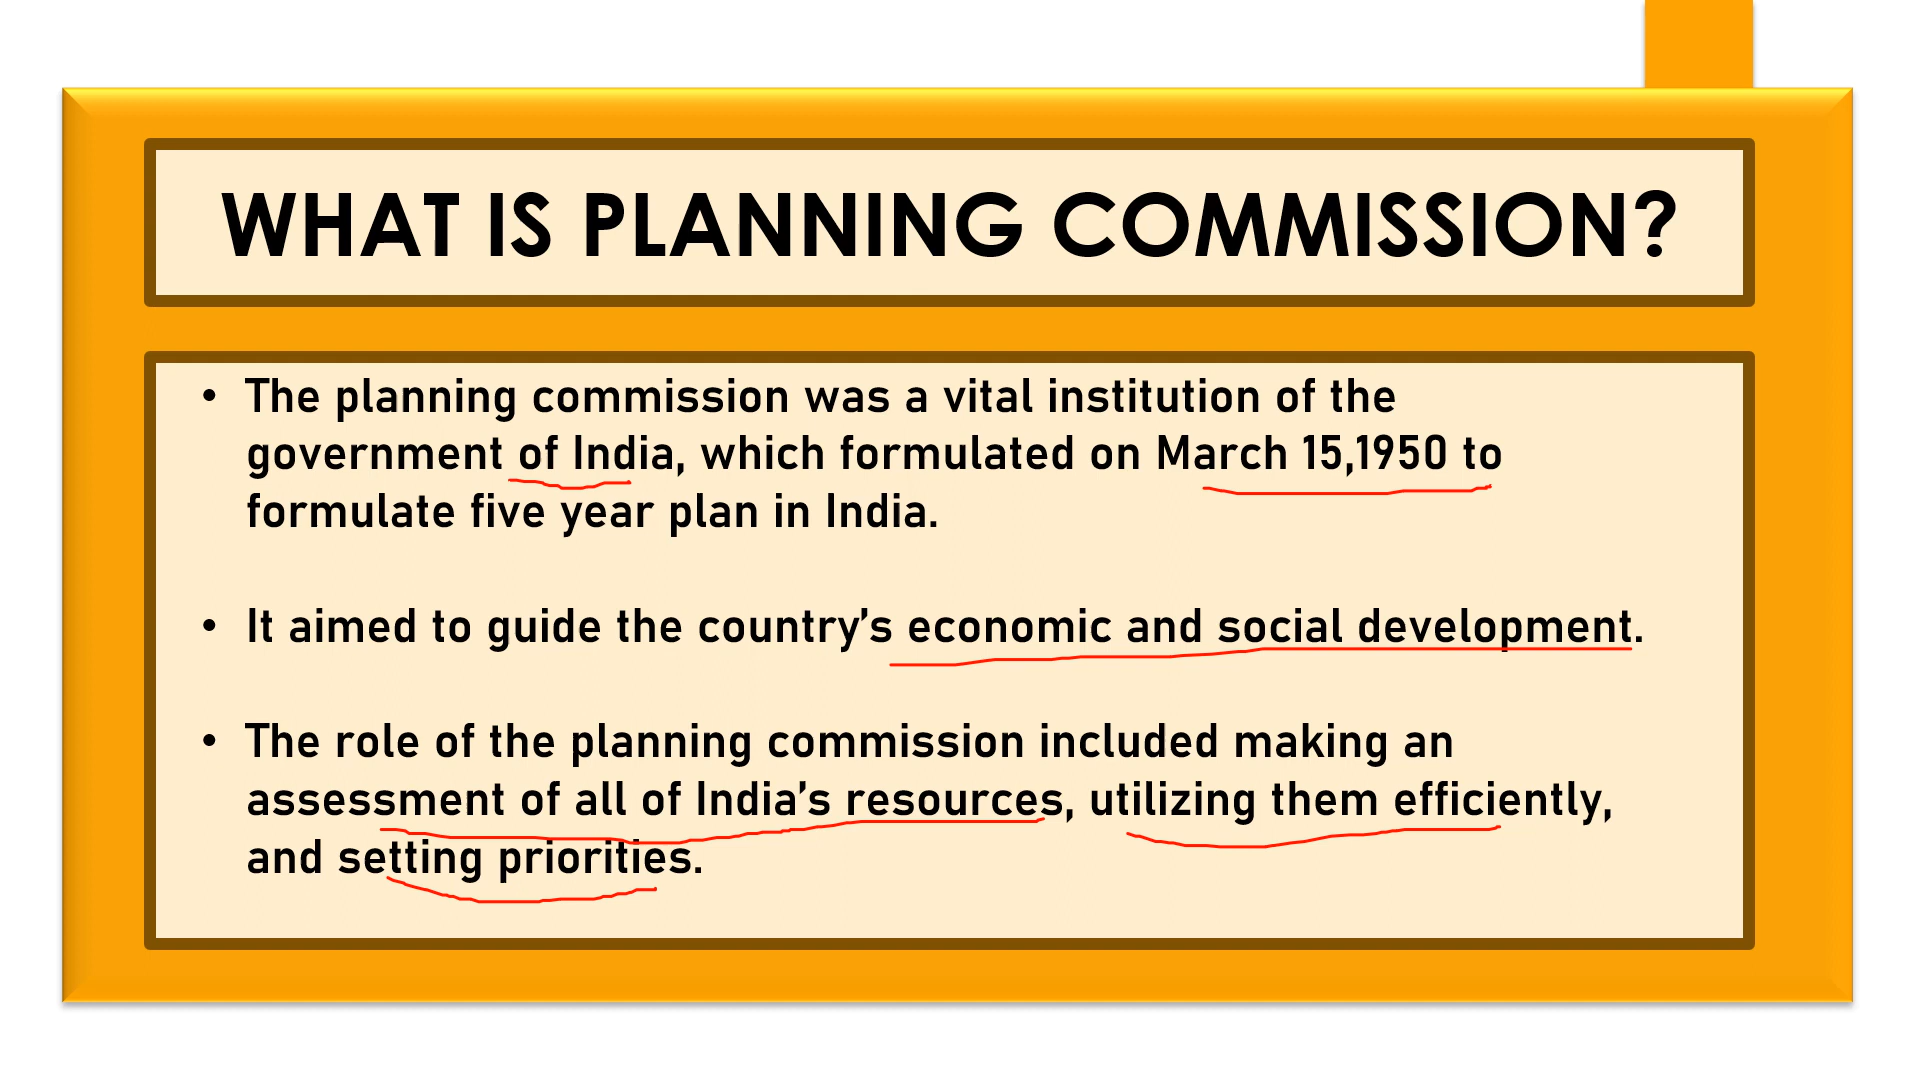 WHAT IS PLANNING COMMISSION?
• The planning commission was a vital institution of the
government of India, which formulated on March 15,1950 to
formulate five year plan in India.
• It aimed to guide the country’s economic and social development.
• The role of the planning commission included making an
assessment of all of India’s resources, utilizing them efficiently,
and setting priorities.